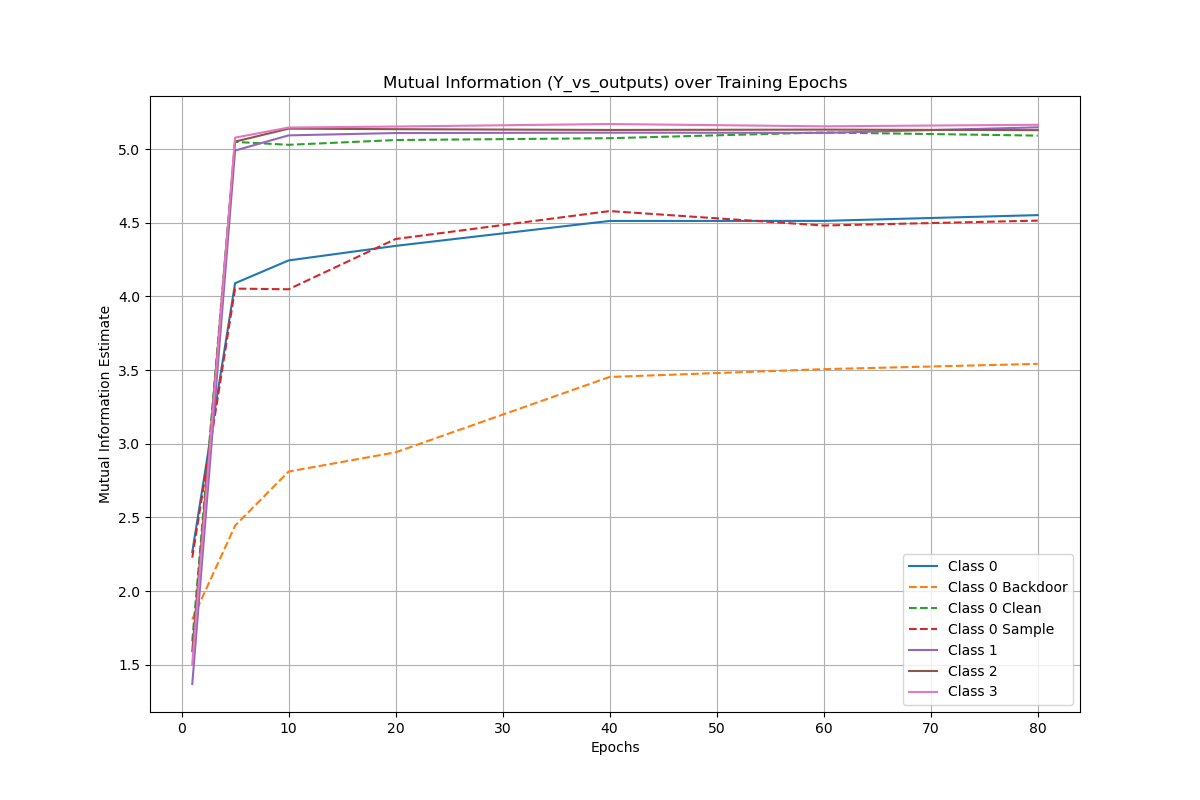 Mutual Information (Y_vs_outputs) over Training Epochs
Mutual Information Estimate
5.0
4.5
4.0
3.5
3.0
2.5
2.0
1.5
0 10 20 30 40 50 60 70 80
Epochs
Class 0
Class 0 Backdoor
Class 0 Clean
Class 0 Sample
Class 1
Class 2
Class 3